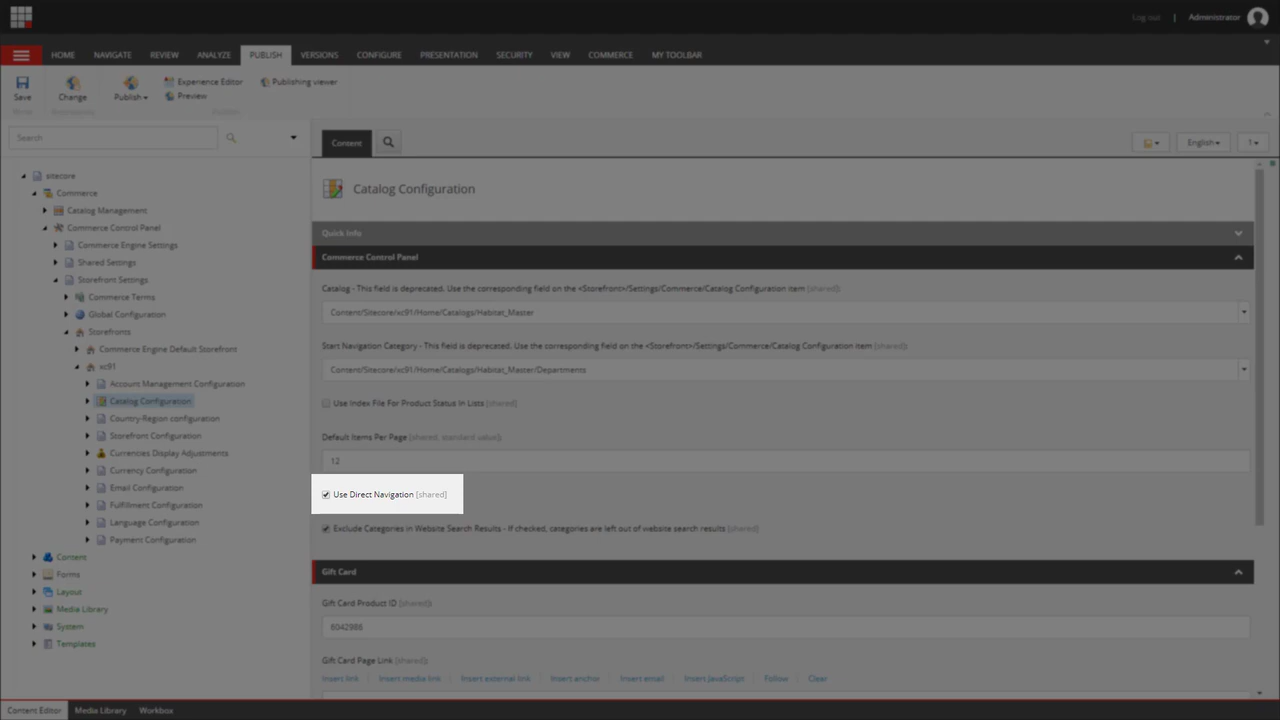 Log out | Administrator
HOME NAVIGATE REVIEW ANALYZE PUBLISH VERSIONS CONFIGURE PRESENTATION SECURITY VIEW COMMERCE MY TOOLBAR
Save Change Publish Experience Editor Publishing viewer
Preview
Publish
Search
Content English 1
sitecore
Commerce
Catalog Management
Commerce Control Panel
Commerce Engine Settings
Shared Settings
Storefront Settings
Commerce Terms
Global Configuration
Storefronts
Commerce Engine Default Storefront
xc91
Account Management Configuration
Catalog Configuration
Country-Region configuration
Storefront Configuration
Currencies Display Adjustments
Currency Configuration
Email Configuration
Fulfillment Configuration
Language Configuration
Payment Configuration
Content
Forms
Layout
Media Library
System
Templates
Catalog Configuration
Quick Info
Commerce Control Panel
Catalog - This field is deprecated. Use the corresponding field on the <Storefront>/Settings/Commerce/Catalog Configuration item [shared]:
Content/Sitecore/xc91/Home/Catalogs/Habitat_Master
Start Navigation Category - This field is deprecated. Use the corresponding field on the <Storefront>/Settings/Commerce/Catalog Configuration item [shared]:
Content/Sitecore/xc91/Home/Catalogs/Habitat_Master/Departments
Use Index File For Product Status In Lists [shared]
Default Items Per Page [shared, standard value]:
12
Use Direct Navigation [shared]
Exclude Categories in Website Search Results - If checked, categories are left out of website search results [shared]
Gift Card
Gift Card Product ID [shared]:
6042986
Gift Card Page Link [shared]:
Insert link Insert media link Insert external link Insert anchor Insert email Insert JavaScript Follow Clear
Content Editor Media Library Workbox